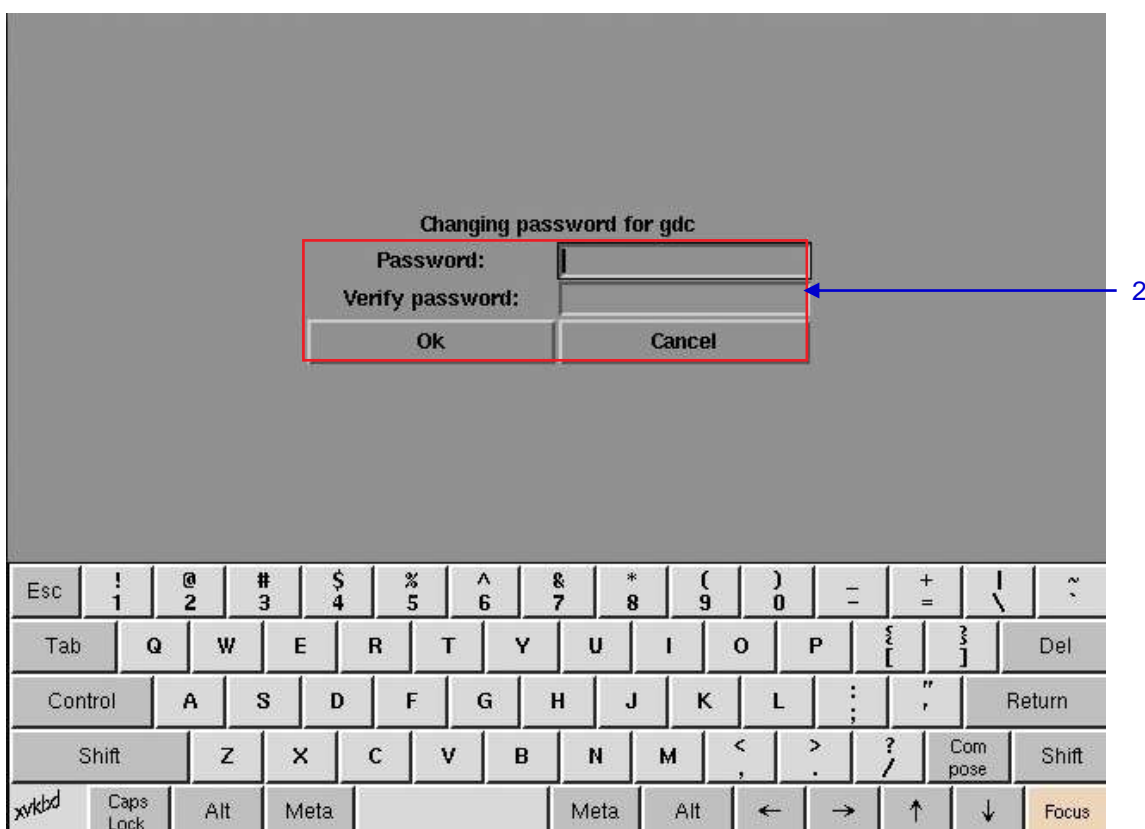 Changing password for gdc
Password:
Verify password:
2
Ok Cancel
Esc ! 1 @ 2 # 3 $ 4 % 5 ^ 6 & 7 * 8 ( 9 ) 0 _ - + = | \ ~ `
Tab Q W E R T Y U I O P { [ } ] Del
Control A S D F G H J K L : ; " ' Return
Shift Z X C V B N M < , > . ? / Com pose Shift
xvkbd Caps Lock Alt Meta Meta Alt ← → ↑ ↓ Focus